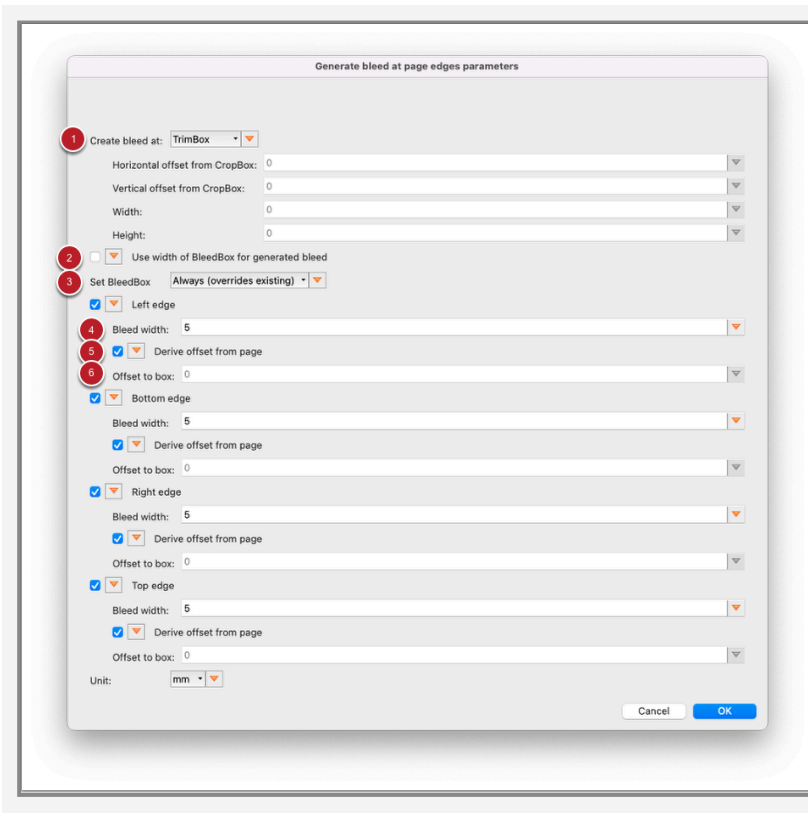 Generate bleed at page edges parameters
1 Create bleed at: TrimBox
Horizontal offset from CropBox: 0
Vertical offset from CropBox: 0
Width: 0
Height: 0
2 Use width of BleedBox for generated bleed
3 Set BleedBox Always (overrides existing)
Left edge
4 Bleed width: 5
5 Derive offset from page
6 Offset to box: 0
Bottom edge
Bleed width: 5
Derive offset from page
Offset to box: 0
Right edge
Bleed width: 5
Derive offset from page
Offset to box: 0
Top edge
Bleed width: 5
Derive offset from page
Offset to box: 0
Unit: mm
Cancel OK